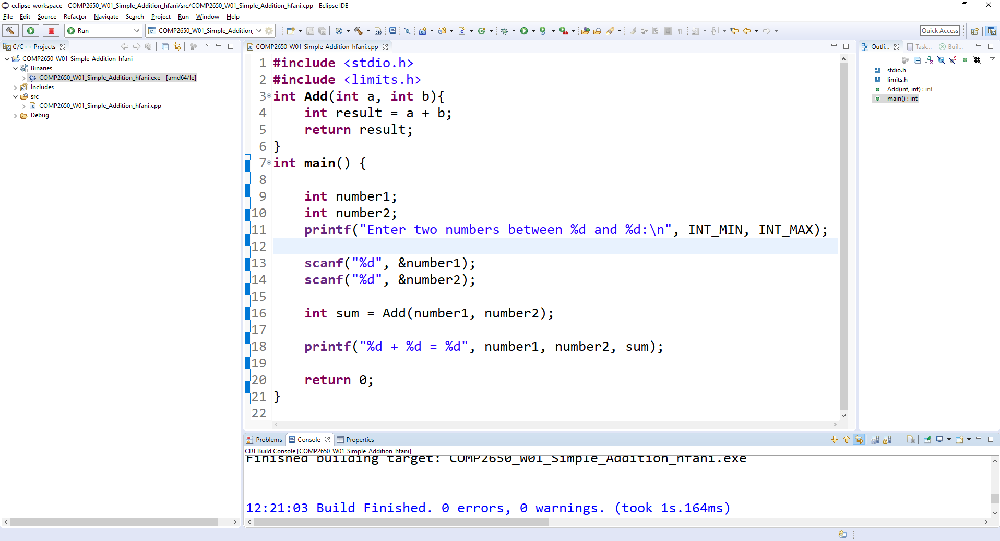 eclipse-workspace - COMP2650_W01_Simple_Addition_hfani/src/COMP2650_W01_Simple_Addition_hfani.cpp - Eclipse IDE
File Edit Source Refactor Navigate Search Project Run Window Help
Run COMP2650_W01_Simple_Addition_ Quick Access
C/C++ Projects
COMP2650_W01_Simple_Addition_hfani
Binaries
COMP2650_W01_Simple_Addition_hfani.exe - [amd64/le]
Includes
src
COMP2650_W01_Simple_Addition_hfani.cpp
Debug
COMP2650_W01_Simple_Addition_hfani.cpp
1 #include <stdio.h>
2 #include <limits.h>
3 int Add(int a, int b){
4 int result = a + b;
5 return result;
6 }
7 int main() {
8
9 int number1;
10 int number2;
11 printf("Enter two numbers between %d and %d:\n", INT_MIN, INT_MAX);
12
13 scanf("%d", &number1);
14 scanf("%d", &number2);
15
16 int sum = Add(number1, number2);
17
18 printf("%d + %d = %d", number1, number2, sum);
19
20 return 0;
21 }
22
Outli... Task... Buil...
stdio.h
limits.h
Add(int, int) : int
main() : int
Problems Console Properties
CDT Build Console [COMP2650_W01_Simple_Addition_hfani]
Finished building target: COMP2650_W01_Simple_Addition_hfani.exe
12:21:03 Build Finished. 0 errors, 0 warnings. (took 1s.164ms)